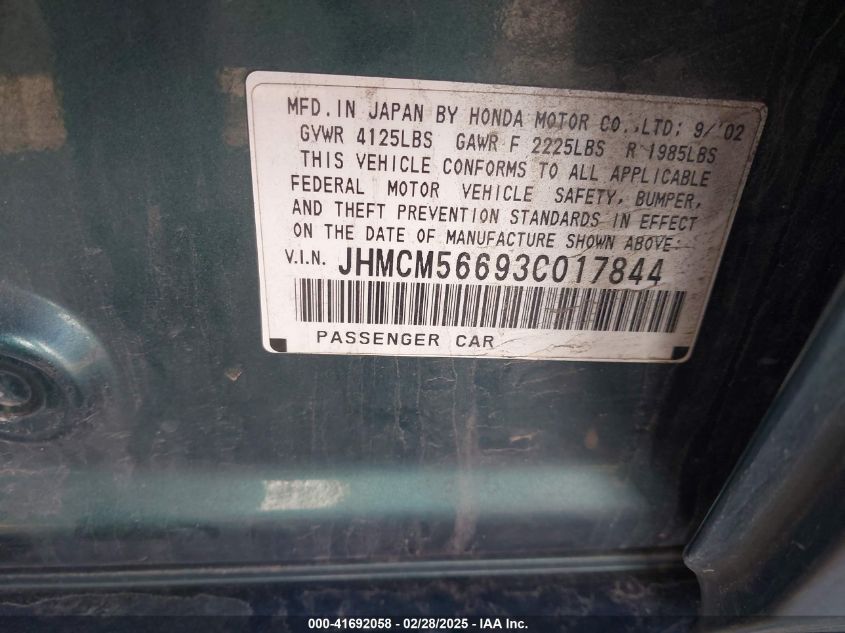 MFD. IN JAPAN BY HONDA MOTOR CO.,LTD; 9/'02
GVWR 4125LBS GAWR F 2225LBS R 1985LBS
THIS VEHICLE CONFORMS TO ALL APPLICABLE
FEDERAL MOTOR VEHICLE SAFETY, BUMPER,
AND THEFT PREVENTION STANDARDS IN EFFECT
ON THE DATE OF MANUFACTURE SHOWN ABOVE:
V.I.N. JHMCM56693C017844
PASSENGER CAR
000-41692058 - 02/28/2025 - IAA Inc.